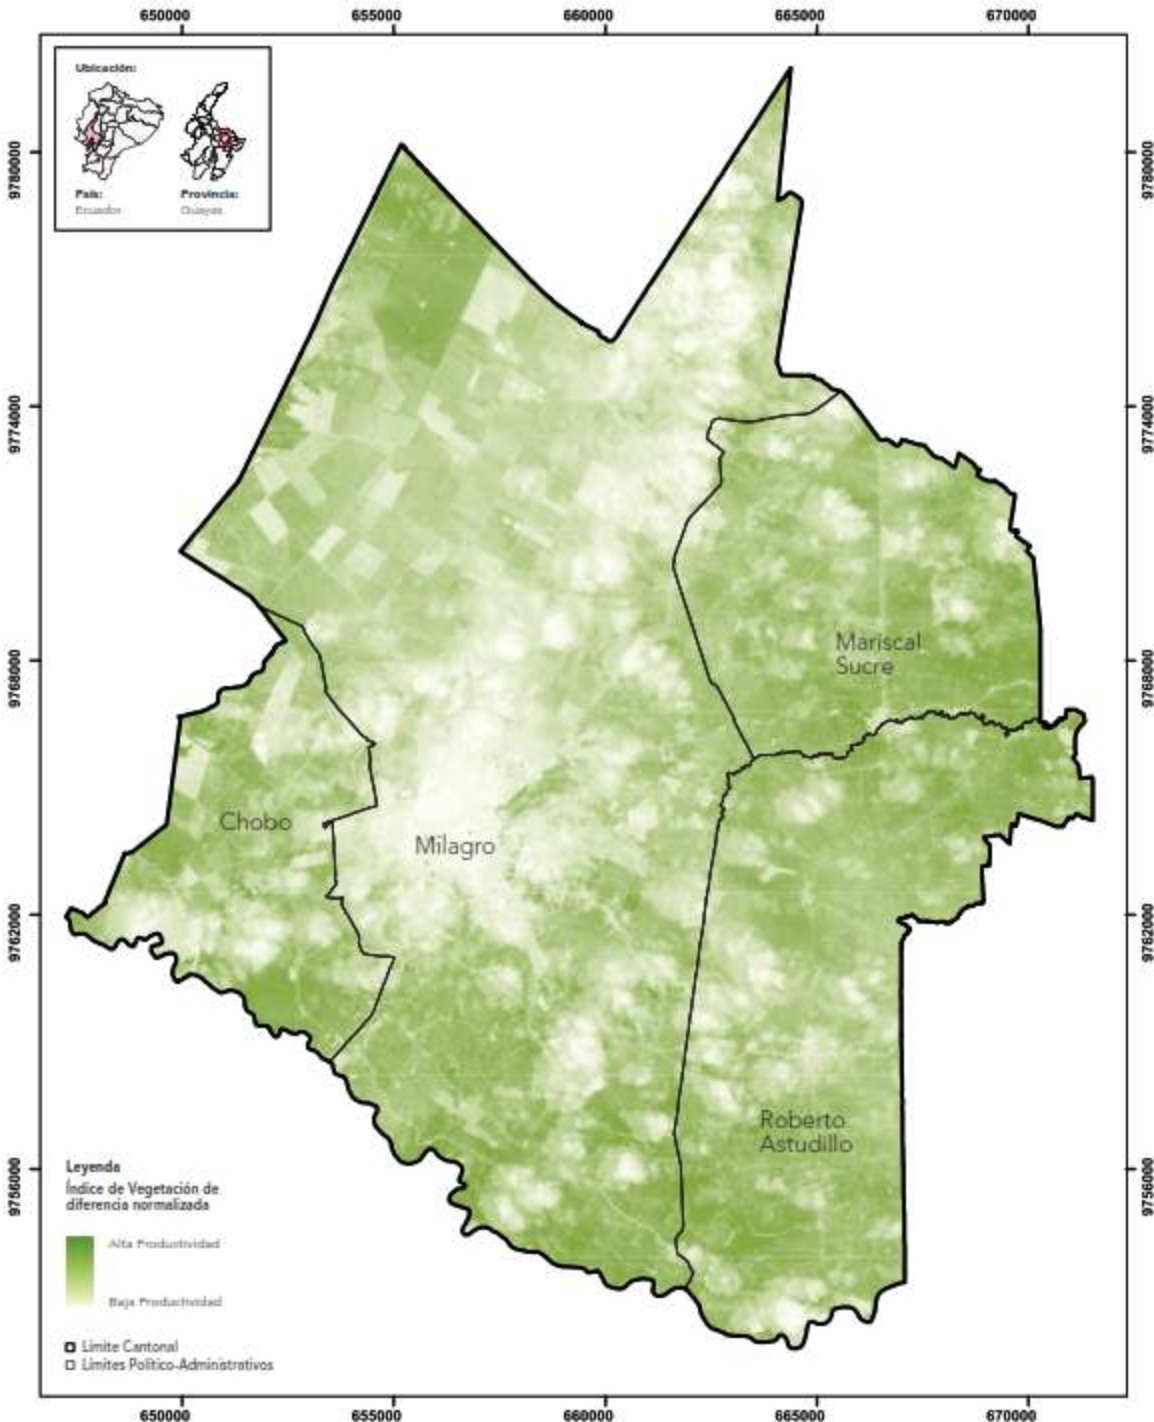 650000
655000
660000
665000
670000
Ubicación:
País:
Ecuador
Provincia:
Guayas
9780000
9780000
9774000
9774000
Mariscal
Sucre
9768000
9768000
Chobo
Milagro
9762000
9762000
Roberto
Astudillo
9756000
9756000
Leyenda
Índice de Vegetación de
diferencia normalizada
Alta Productividad
Baja Productividad
Límite Cantonal
Límites Político-Administrativos
650000
655000
660000
665000
670000